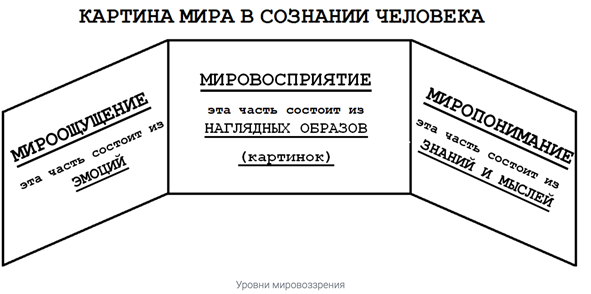 КАРТИНА МИРА В СОЗНАНИИ ЧЕЛОВЕКА
МИРООЩУЩЕНИЕ
эта часть состоит из
ЭМОЦИЙ
МИРОВОСПРИЯТИЕ
эта часть состоит из
НАГЛЯДНЫХ ОБРАЗОВ
(картинок)
МИРОПОНИМАНИЕ
эта часть состоит из
ЗНАНИЙ И МЫСЛЕЙ
Уровни мировоззрения